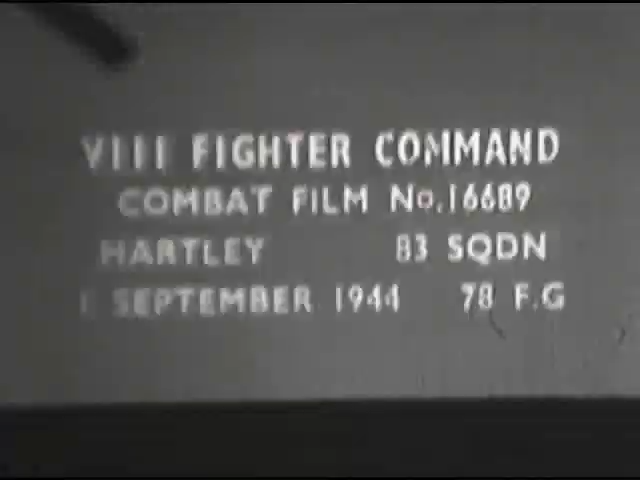 VIII FIGHTER COMMAND
COMBAT FILM No.16689
HARTLEY 83 SQDN
SEPTEMBER 1944 78 F.G